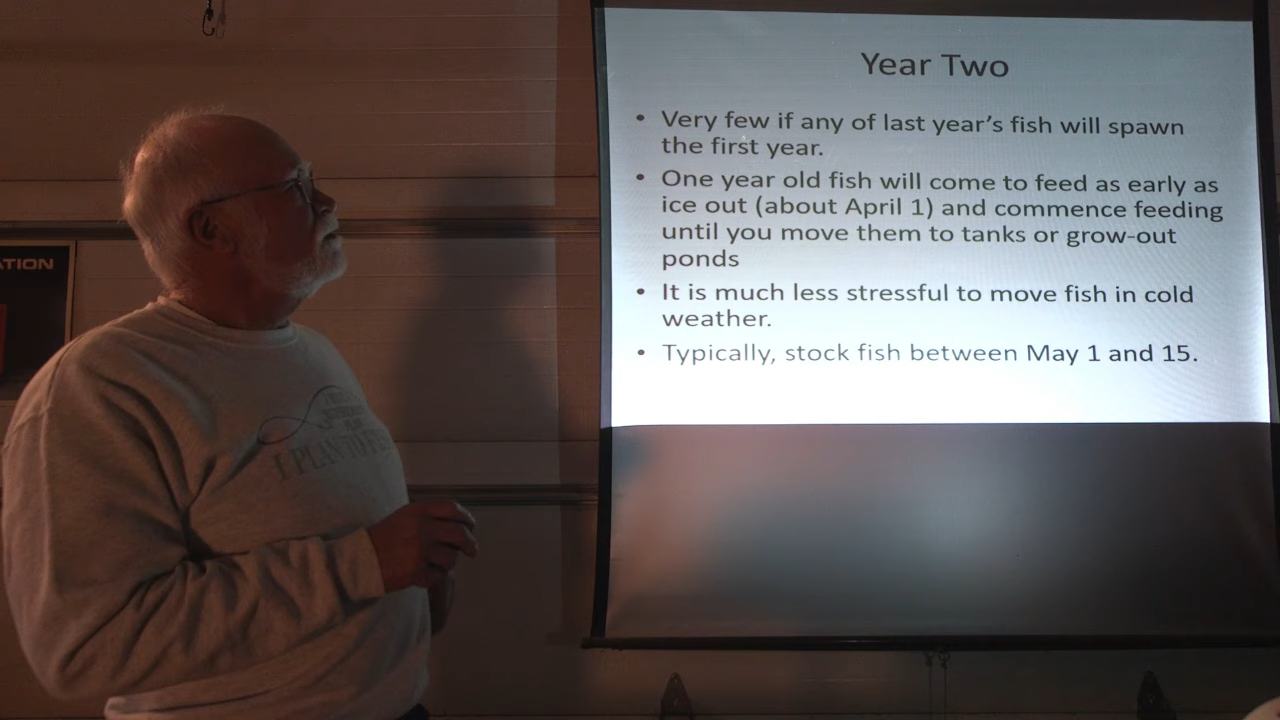 Year Two
• Very few if any of last year's fish will spawn
the first year.
• One year old fish will come to feed as early as
ice out (about April 1) and commence feeding
until you move them to tanks or grow-out
ponds
• It is much less stressful to move fish in cold
weather.
• Typically, stock fish between May 1 and 15.
ATION
I PLAN TO